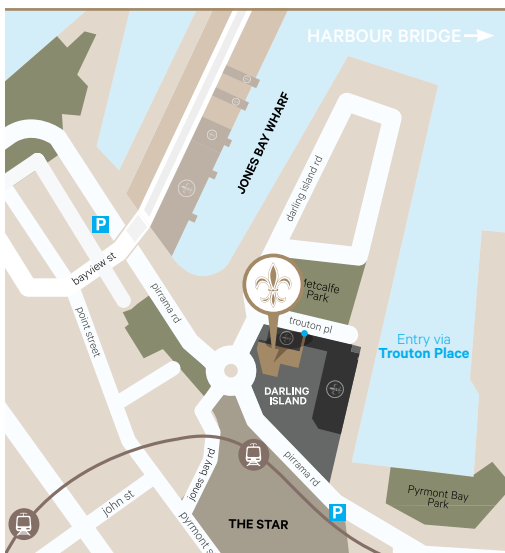 HARBOUR BRIDGE
JONES BAY WHARF
darling island rd
P
bayview st
pirrama rd
Metcalfe
Park
point street
trouton pl
Entry via
Trouton Place
DARLING
ISLAND
jones bay rd
pirrama rd
john st
Pyrmont Bay
Park
P
THE STAR
pyrmont s